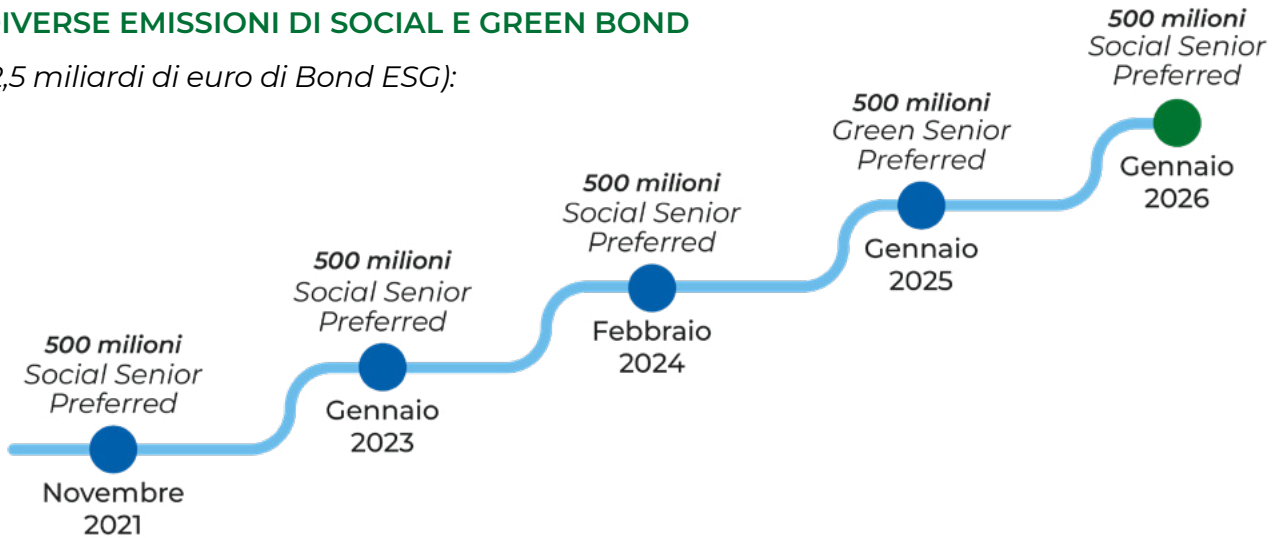 DIVERSE EMISSIONI DI SOCIAL E GREEN BOND
2,5 miliardi di euro di Bond ESG):
500 milioni
Social Senior
Preferred
Novembre
2021
500 milioni
Social Senior
Preferred
Gennaio
2023
500 milioni
Social Senior
Preferred
Febbraio
2024
500 milioni
Green Senior
Preferred
Gennaio
2025
500 milioni
Social Senior
Preferred
Gennaio
2026